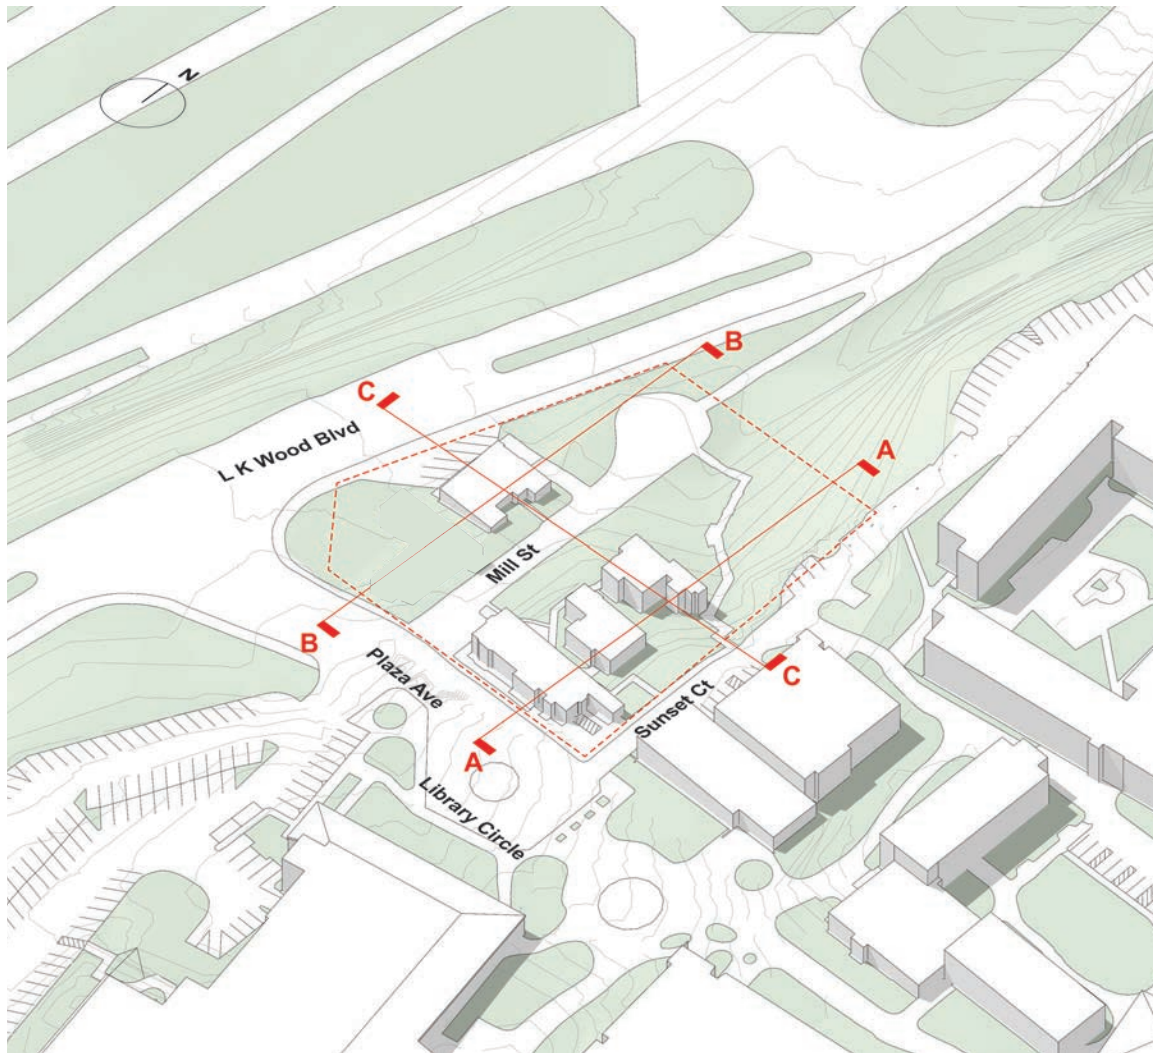 N
B
C
L K Wood Blvd
A
Mill St
B
Plaza Ave
C
Sunset Ct
A
Library Circle